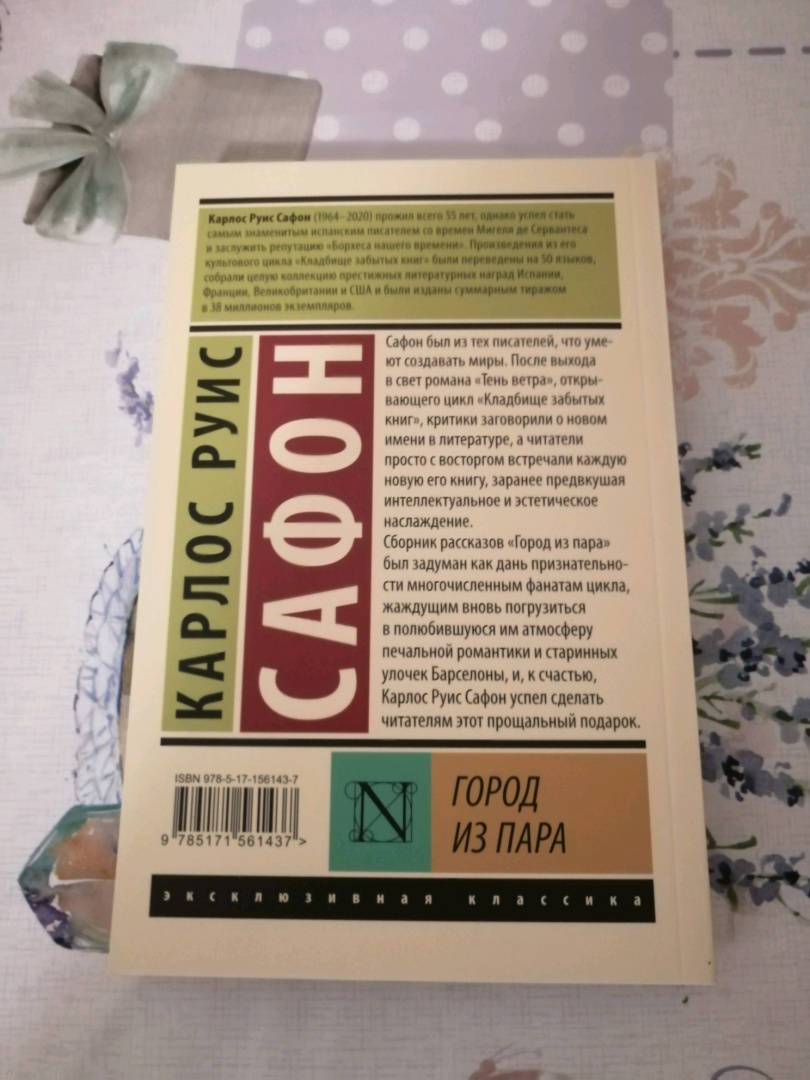 Карлос Руис Сафон (1964–2020) прожил всего 55 лет, однако успел стать
самым знаменитым испанским писателем со времен Мигеля де Сервантеса
и заслужить репутацию «Борхеса нашего времени». Произведения из его
культового цикла «Кладбище забытых книг» были переведены на 50 языков,
собрали целую коллекцию престижных литературных наград Испании,
Франции, Великобритании и США и были изданы суммарным тиражом
в 38 миллионов экземпляров.
КАРЛОС РУИС
САФОН
Сафон был из тех писателей, что уме-
ют создавать миры. После выхода
в свет романа «Тень ветра», откры-
вающего цикл «Кладбище забытых
книг», критики заговорили о новом
имени в литературе, а читатели
просто с восторгом встречали каждую
новую его книгу, заранее предвкушая
интеллектуальное и эстетическое
наслаждение.
Сборник рассказов «Город из пара»
был задуман как дань признательно-
сти многочисленным фанатам цикла,
жаждущим вновь погрузиться
в полюбившуюся им атмосферу
печальной романтики и старинных
улочек Барселоны, и, к счастью,
Карлос Руис Сафон успел сделать
читателям этот прощальный подарок.
ISBN 978-5-17-156143-7
9 785171 561437 >
N
ГОРОД
ИЗ ПАРА
эксклюзивная классика